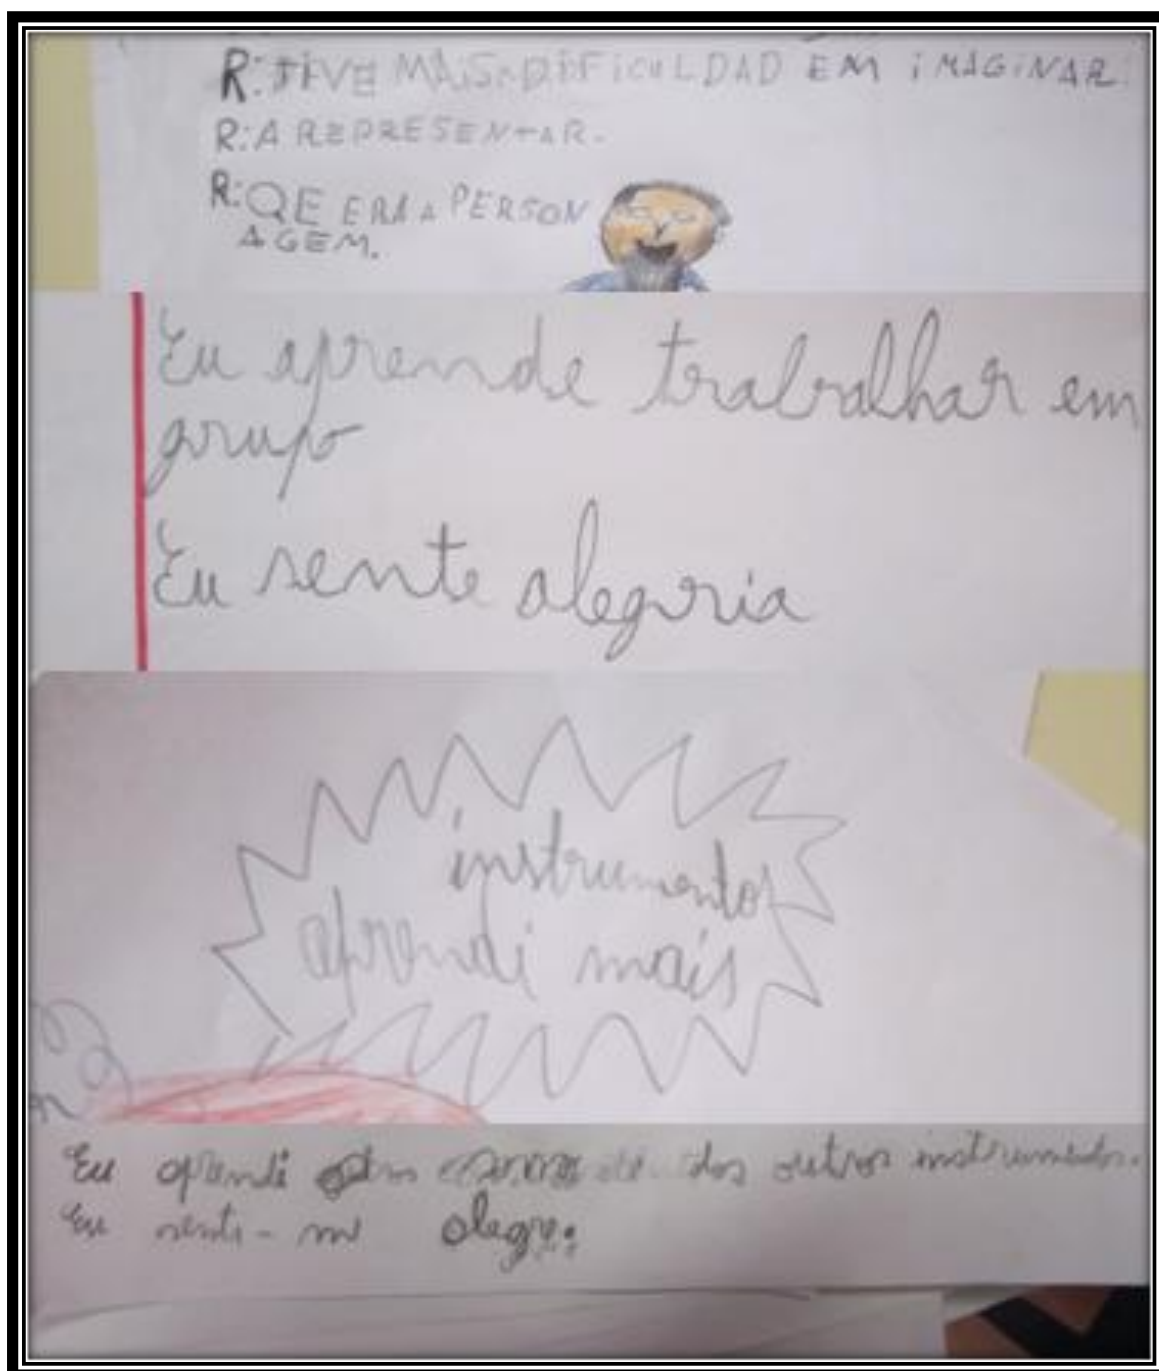 R: TIVE MAIS DIFICULDAD EM IMAGINAR.
R: A REPRESENTAR.
R: QE ERA A PERSON
AGEM.
Eu aprende trabalhar em
grupo
Eu sente alegria
instrumentos
aprendi mais
Eu aprendi dos outros instrumentos.
Eu senti-me alegre.